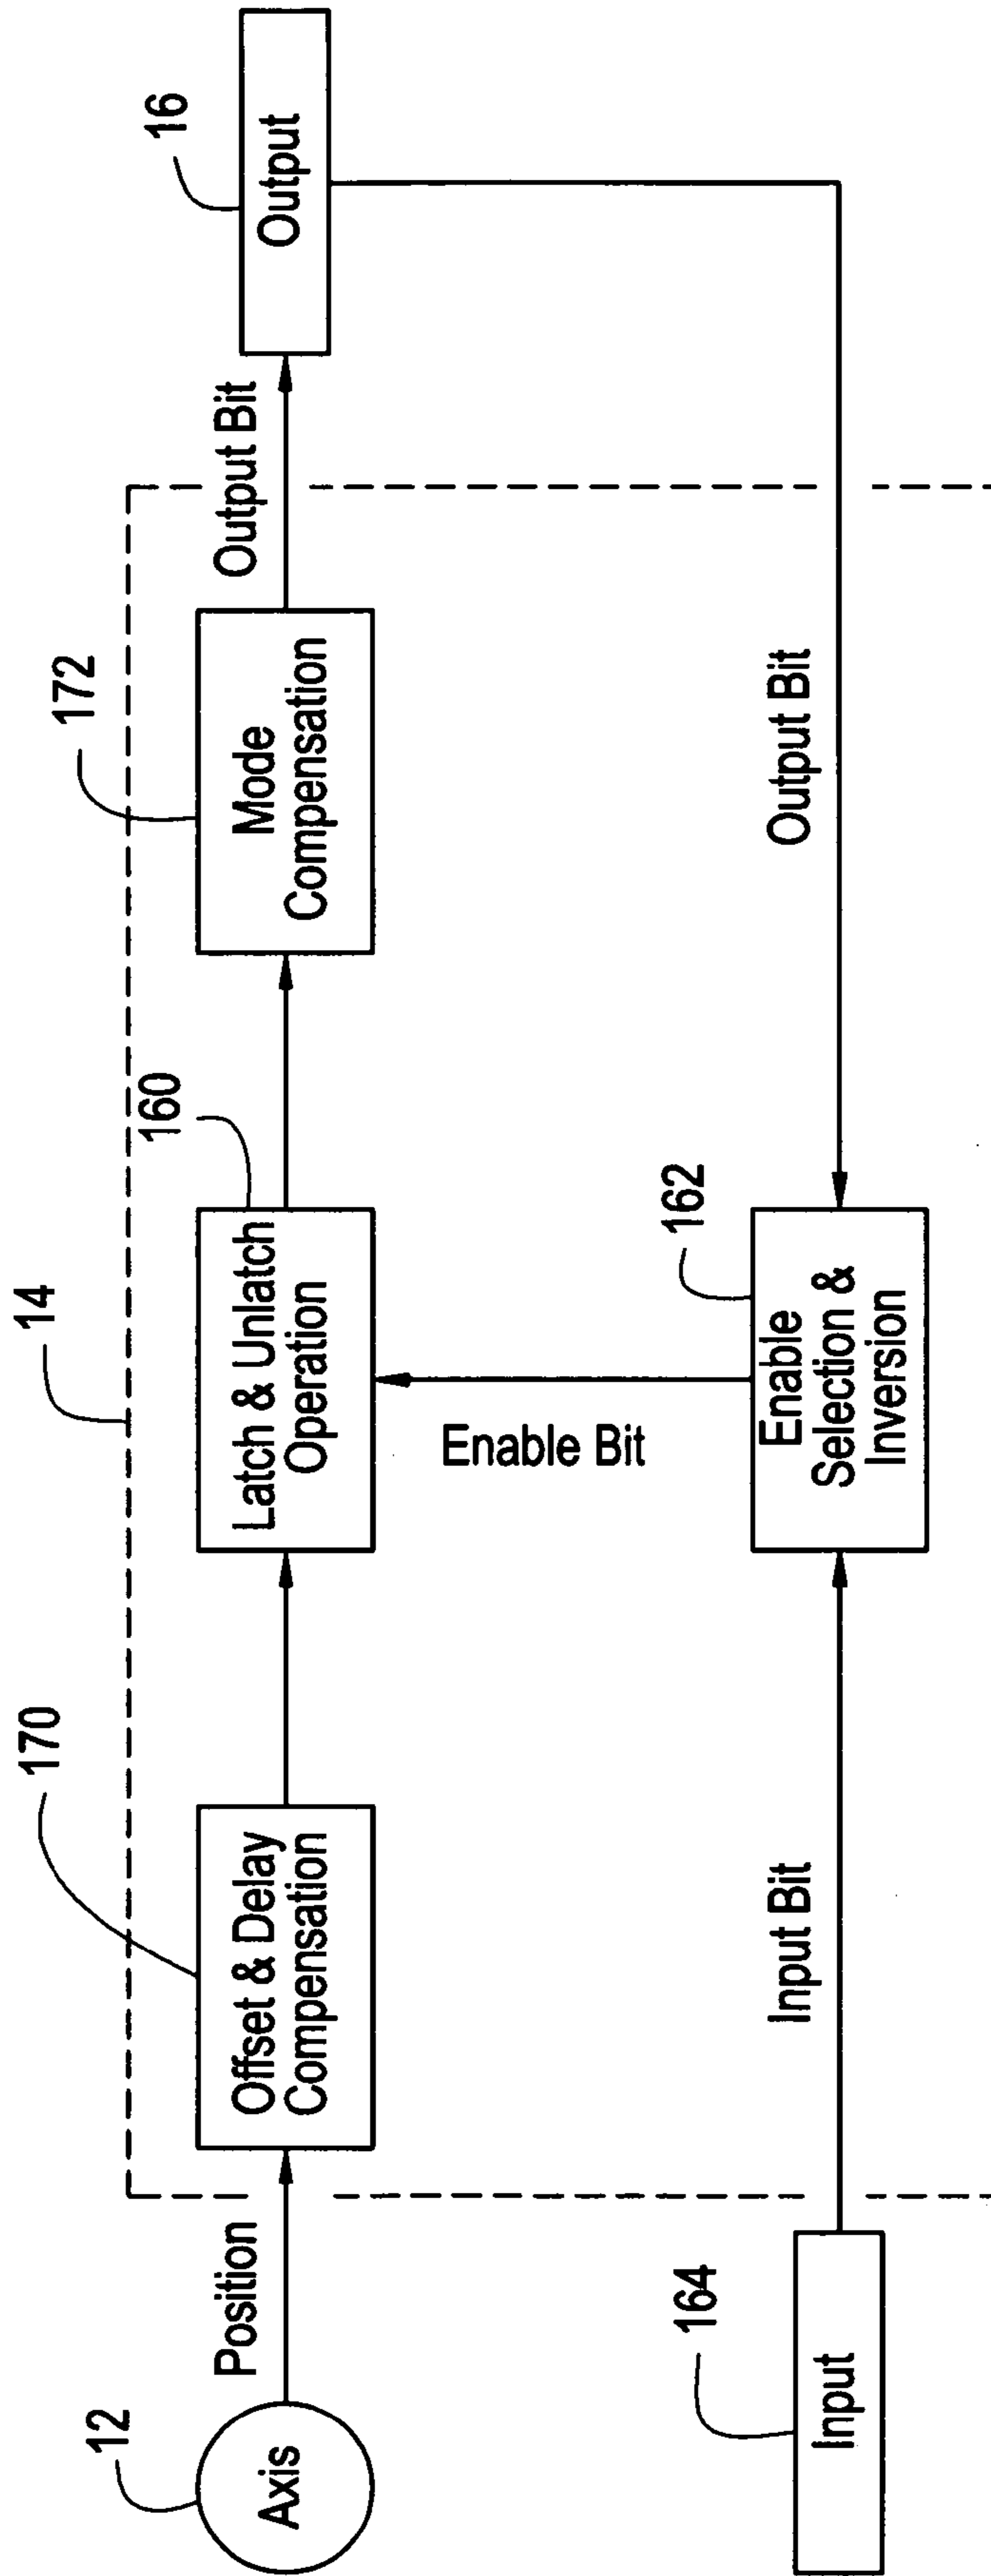 14
16
Output
172
Output Bit
Mode
Compensation
160
Latch & Unlatch
Operation
170
Offset & Delay
Compensation
12
Position
Axis
Enable Bit
162
Enable
Selection &
Inversion
Output Bit
Input Bit
164
Input